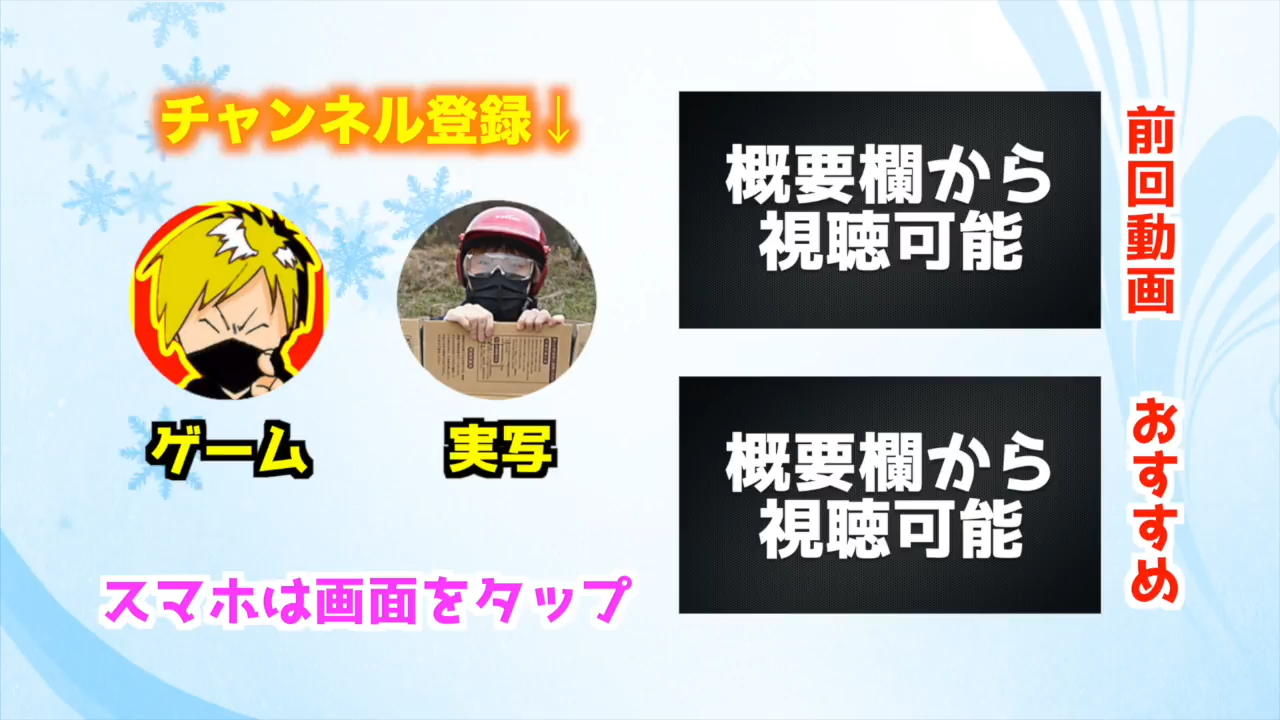 チャンネル登録↓
ゲーム
実写
スマホは画面をタップ
概要欄から
視聴可能
前回動画
概要欄から
視聴可能
おすすめ